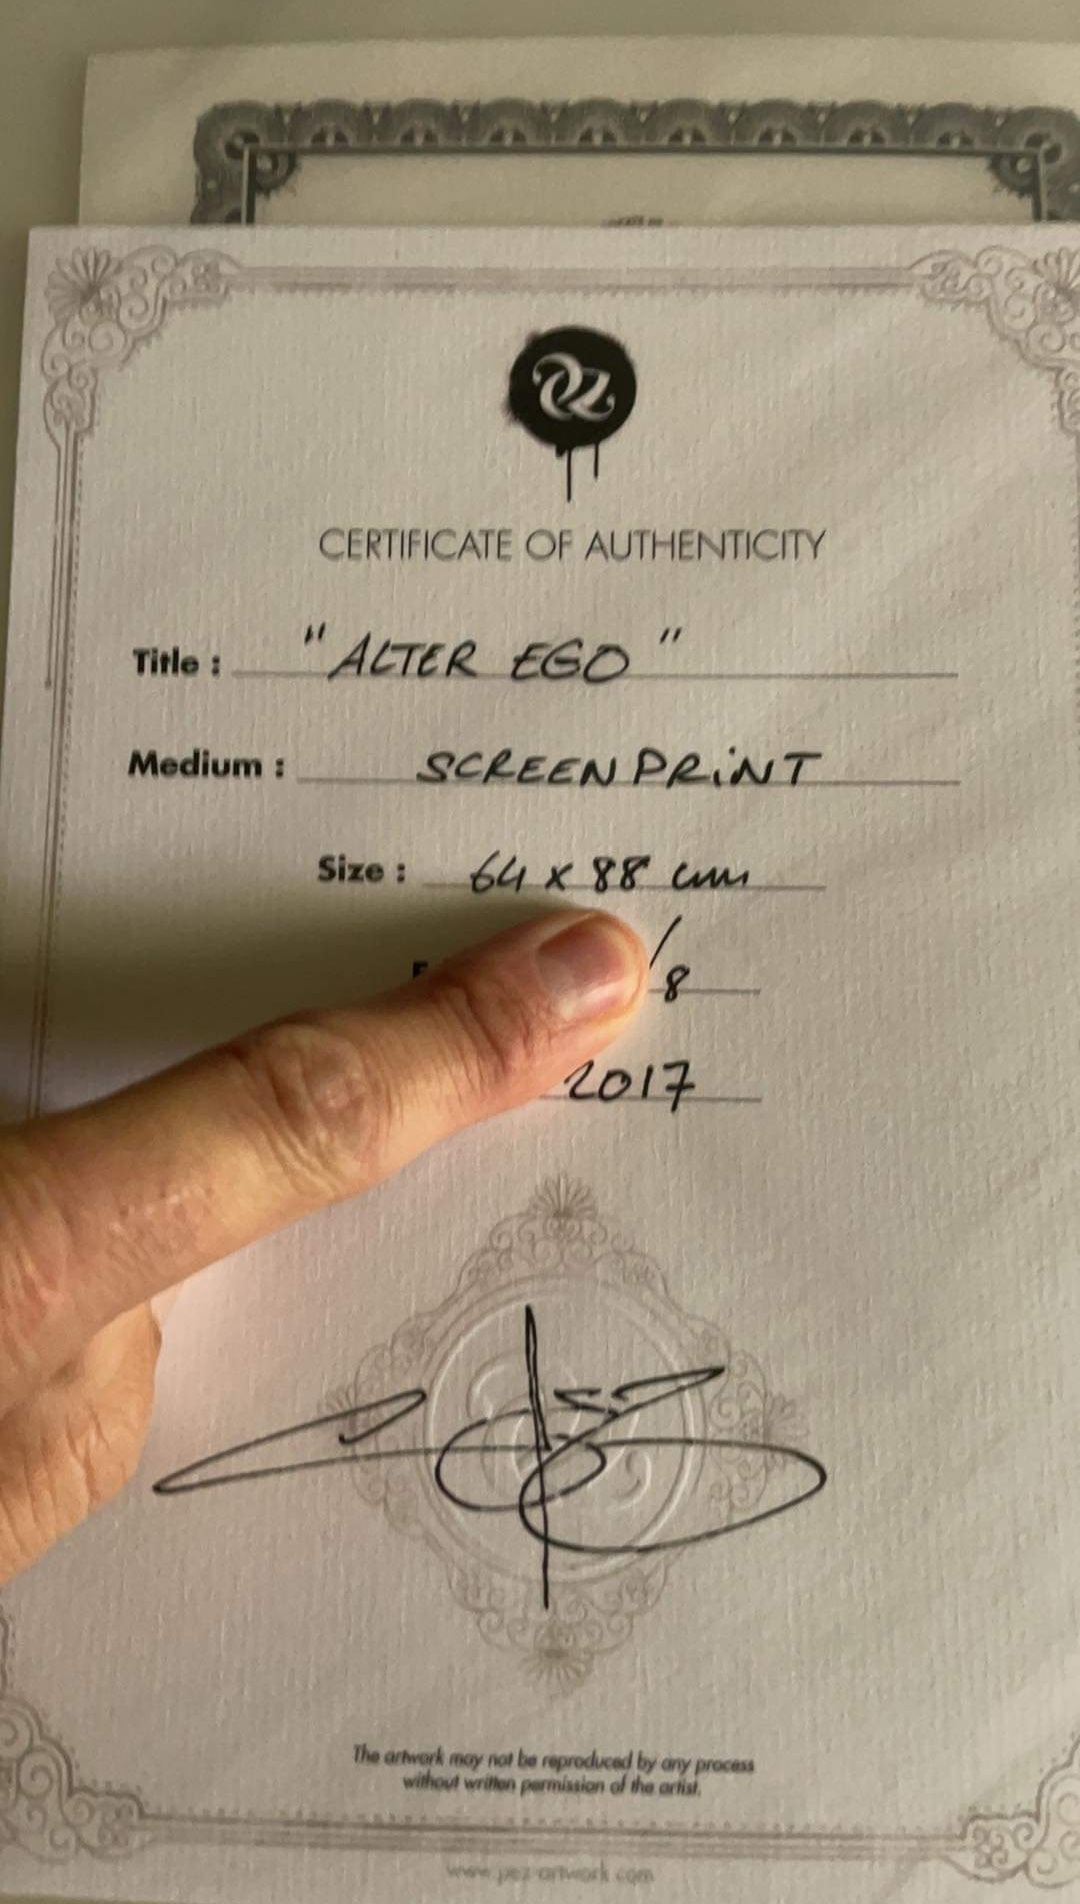 CERTIFICATE OF AUTHENTICITY
Title : "ALTER EGO"
Medium : SCREENPRiNT
Size : 64 x 88 cm
/8
2017
The artwork may not be reproduced by any process
without written permission of the artist.
www.pez-artwork.com